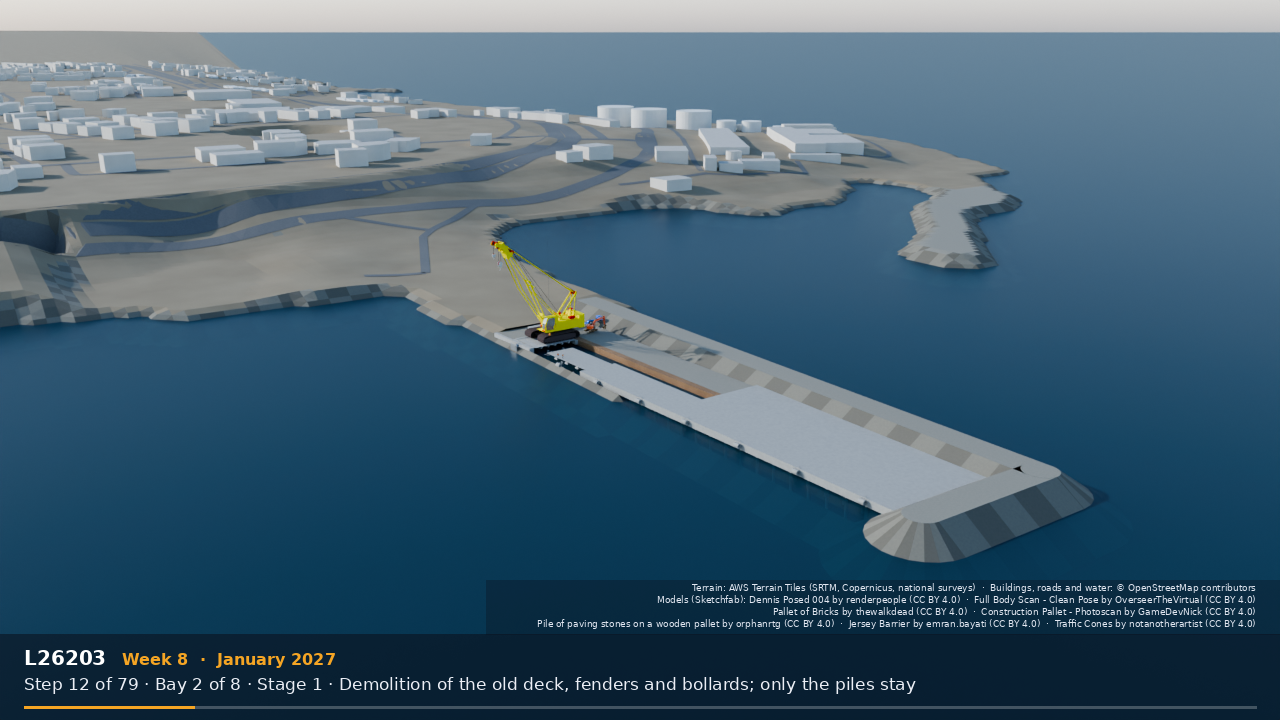 Terrain: AWS Terrain Tiles (SRTM, Copernicus, national surveys)  ·  Buildings, roads and water: © OpenStreetMap contributors
Models (Sketchfab): Dennis Posed 004 by renderpeople (CC BY 4.0)  ·  Full Body Scan - Clean Pose by OverseerTheVirtual (CC BY 4.0)
Pallet of Bricks by thewalkdead (CC BY 4.0)  ·  Construction Pallet - Photoscan by GameDevNick (CC BY 4.0)
Pile of paving stones on a wooden pallet by orphanrtg (CC BY 4.0)  ·  Jersey Barrier by emran.bayati (CC BY 4.0)  ·  Traffic Cones by notanotherartist (CC BY 4.0)
L26203 Week 8 · January 2027
Step 12 of 79 · Bay 2 of 8 · Stage 1 · Demolition of the old deck, fenders and bollards; only the piles stay